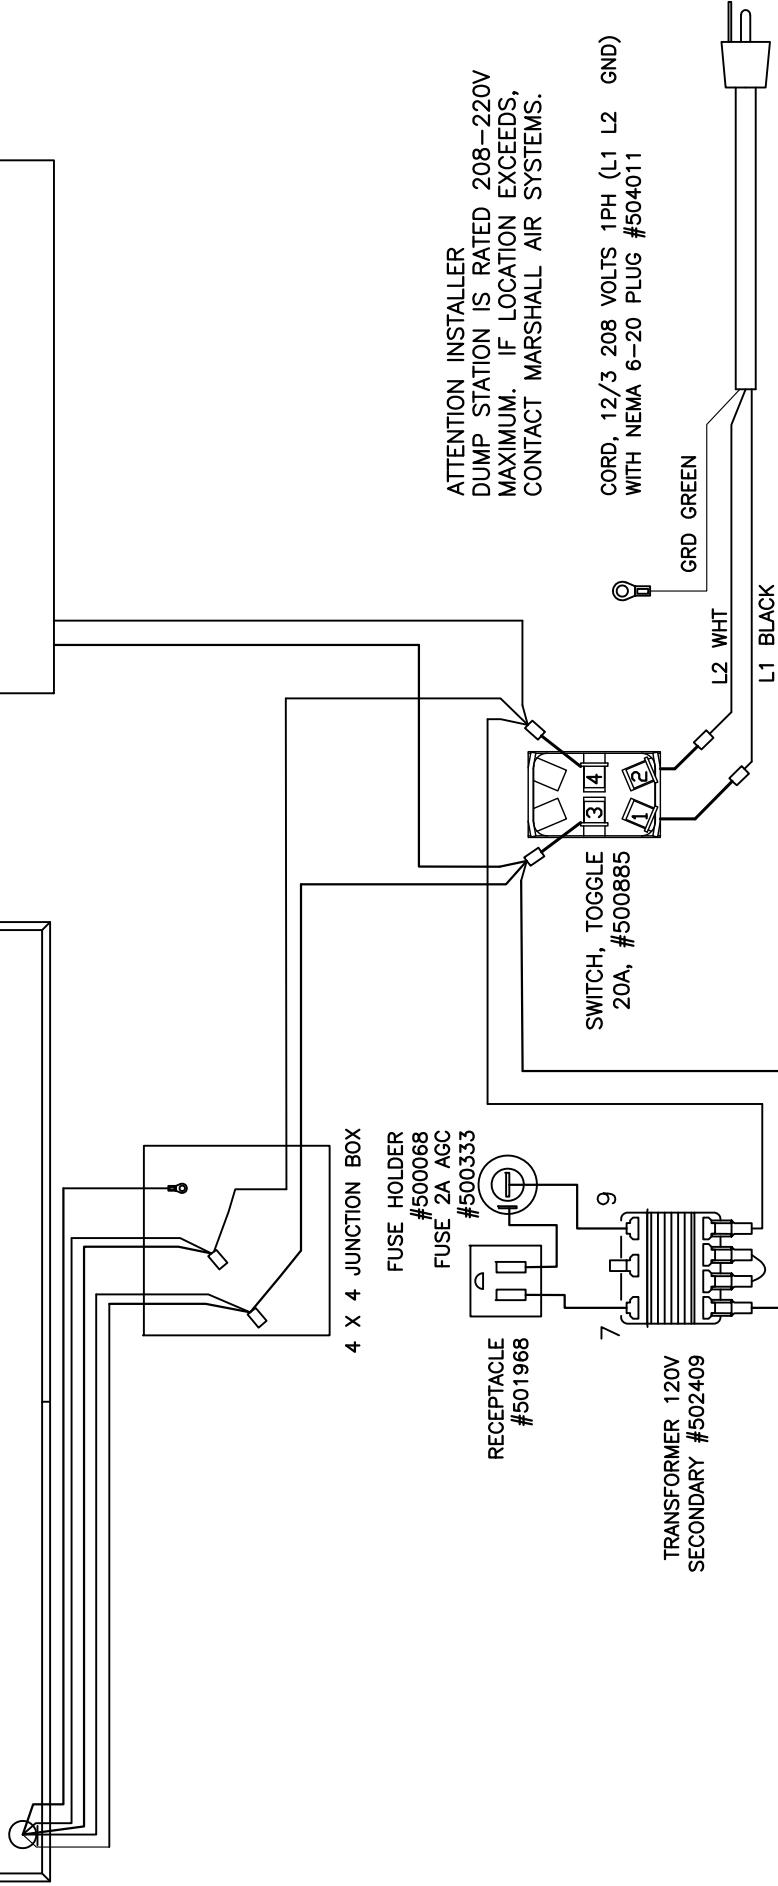 ATTENTION INSTALLER
DUMP STATION IS RATED 208-220V
MAXIMUM. IF LOCATION EXCEEDS,
CONTACT MARSHALL AIR SYSTEMS.
CORD, 12/3 208 VOLTS 1PH (L1 L2 GND)
WITH NEMA 6-20 PLUG #504011
GRD GREEN
L2 WHT
L1 BLACK
3
4
1
2
SWITCH, TOGGLE
20A, #500885
4 X 4 JUNCTION BOX
FUSE HOLDER
#500068
FUSE 2A AGC
#500333
RECEPTACLE
#501968
7
9
TRANSFORMER 120V
SECONDARY #502409